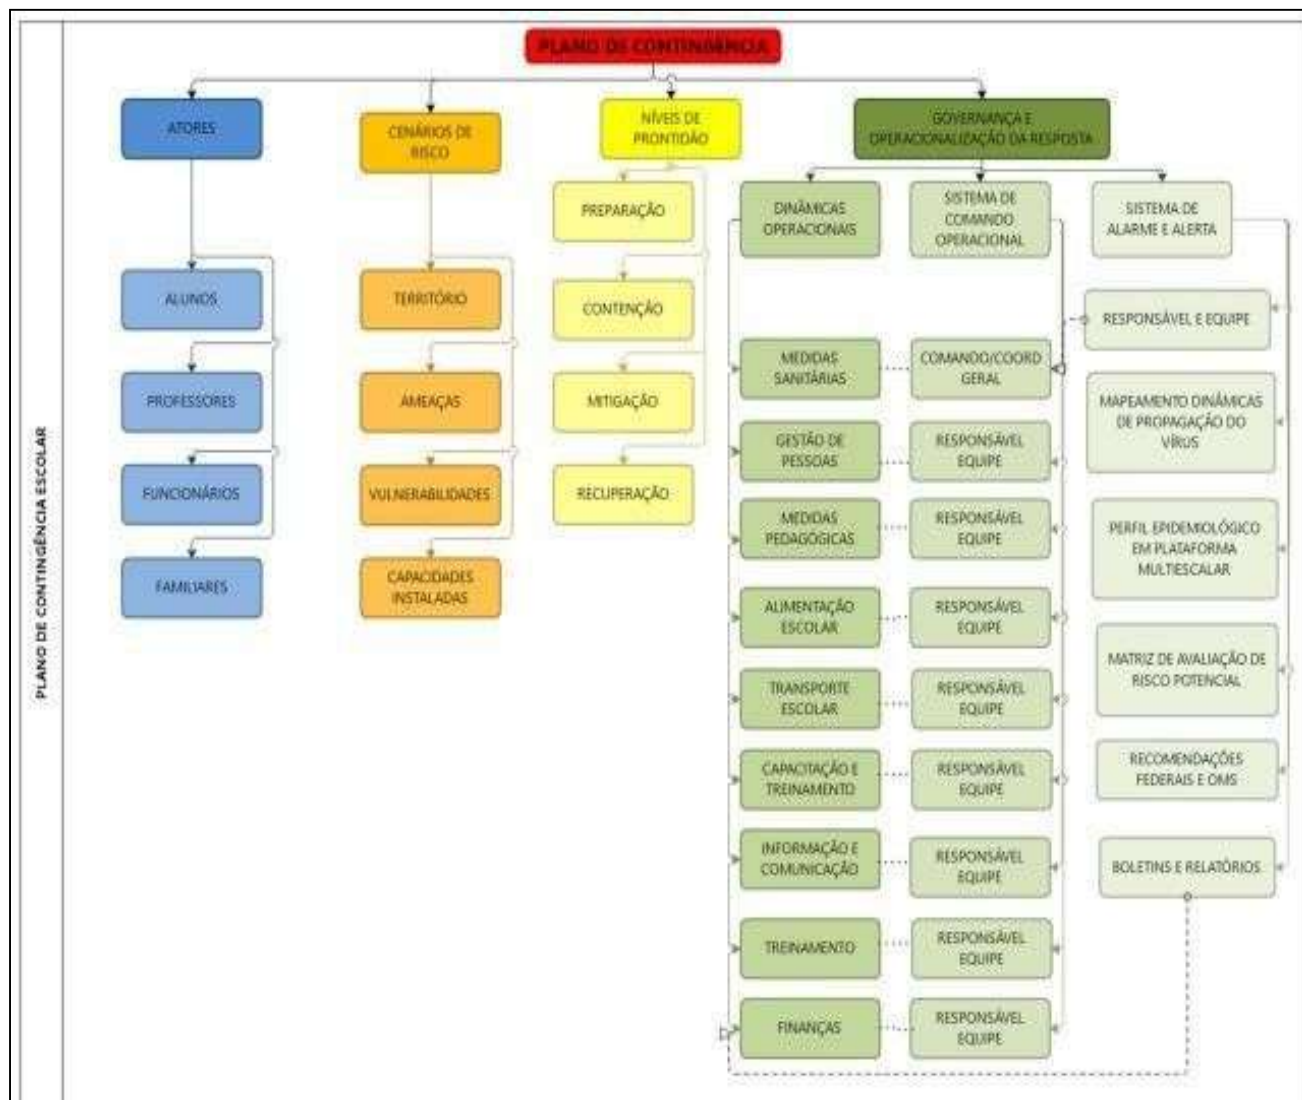 PLANO DE CONTINGÊNCIA ESCOLAR
PLANO DE CONTINGÊNCIA
ATORES
ALUNOS
PROFESSORES
FUNCIONÁRIOS
FAMILIARES
CENÁRIOS DE
RISCO
TERRITÓRIO
AMEAÇAS
VULNERABILIDADES
CAPACIDADES
INSTALADAS
NÍVEIS DE
PRONTIDÃO
PREPARAÇÃO
CONTENÇÃO
MITIGAÇÃO
RECUPERAÇÃO
GOVERNANÇA E
OPERACIONALIZAÇÃO DA RESPOSTA
DINÂMICAS
OPERACIONAIS
MEDIDAS
SANITÁRIAS
GESTÃO DE
PESSOAS
MEDIDAS
PEDAGÓGICAS
ALIMENTAÇÃO
ESCOLAR
TRANSPORTE
ESCOLAR
CAPACITAÇÃO E
TREINAMENTO
INFORMAÇÃO E
COMUNICAÇÃO
TREINAMENTO
FINANÇAS
SISTEMA DE
COMANDO
OPERACIONAL
COMANDO/COORD
GERAL
RESPONSÁVEL
EQUIPE
RESPONSÁVEL
EQUIPE
RESPONSÁVEL
EQUIPE
RESPONSÁVEL
EQUIPE
RESPONSÁVEL
EQUIPE
RESPONSÁVEL
EQUIPE
RESPONSÁVEL
EQUIPE
RESPONSÁVEL
EQUIPE
SISTEMA DE
ALARME E ALERTA
RESPONSÁVEL E EQUIPE
MAPEAMENTO DINÂMICAS
DE PROPAGAÇÃO DO
VÍRUS
PERFIL EPIDEMIOLÓGICO
EM PLATAFORMA
MULTIESCALAR
MATRIZ DE AVALIAÇÃO DE
RISCO POTENCIAL
RECOMENDAÇÕES
FEDERAIS E OMS
BOLETINS E RELATÓRIOS